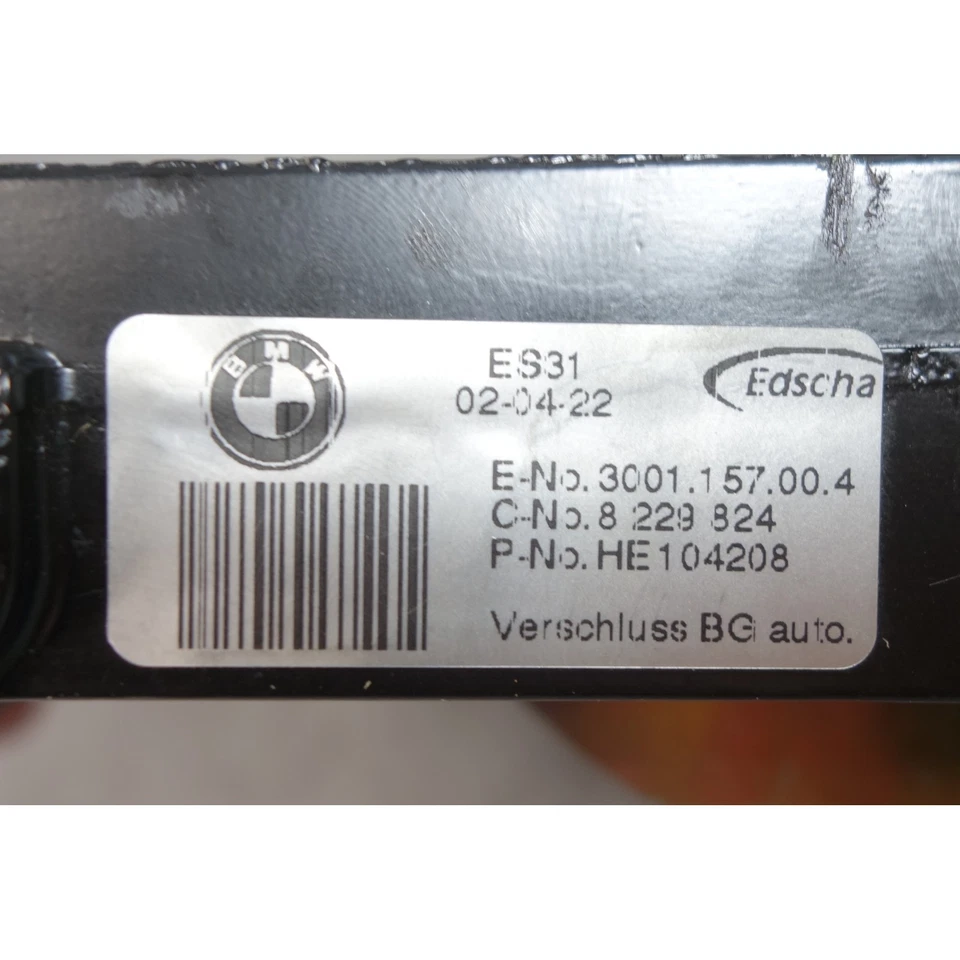 BMW
ES31
02-04-22
Edscha
E-No. 3001.157.00.4
C-No. 8 229 824
P-No. HE104208
Verschluss BG auto.